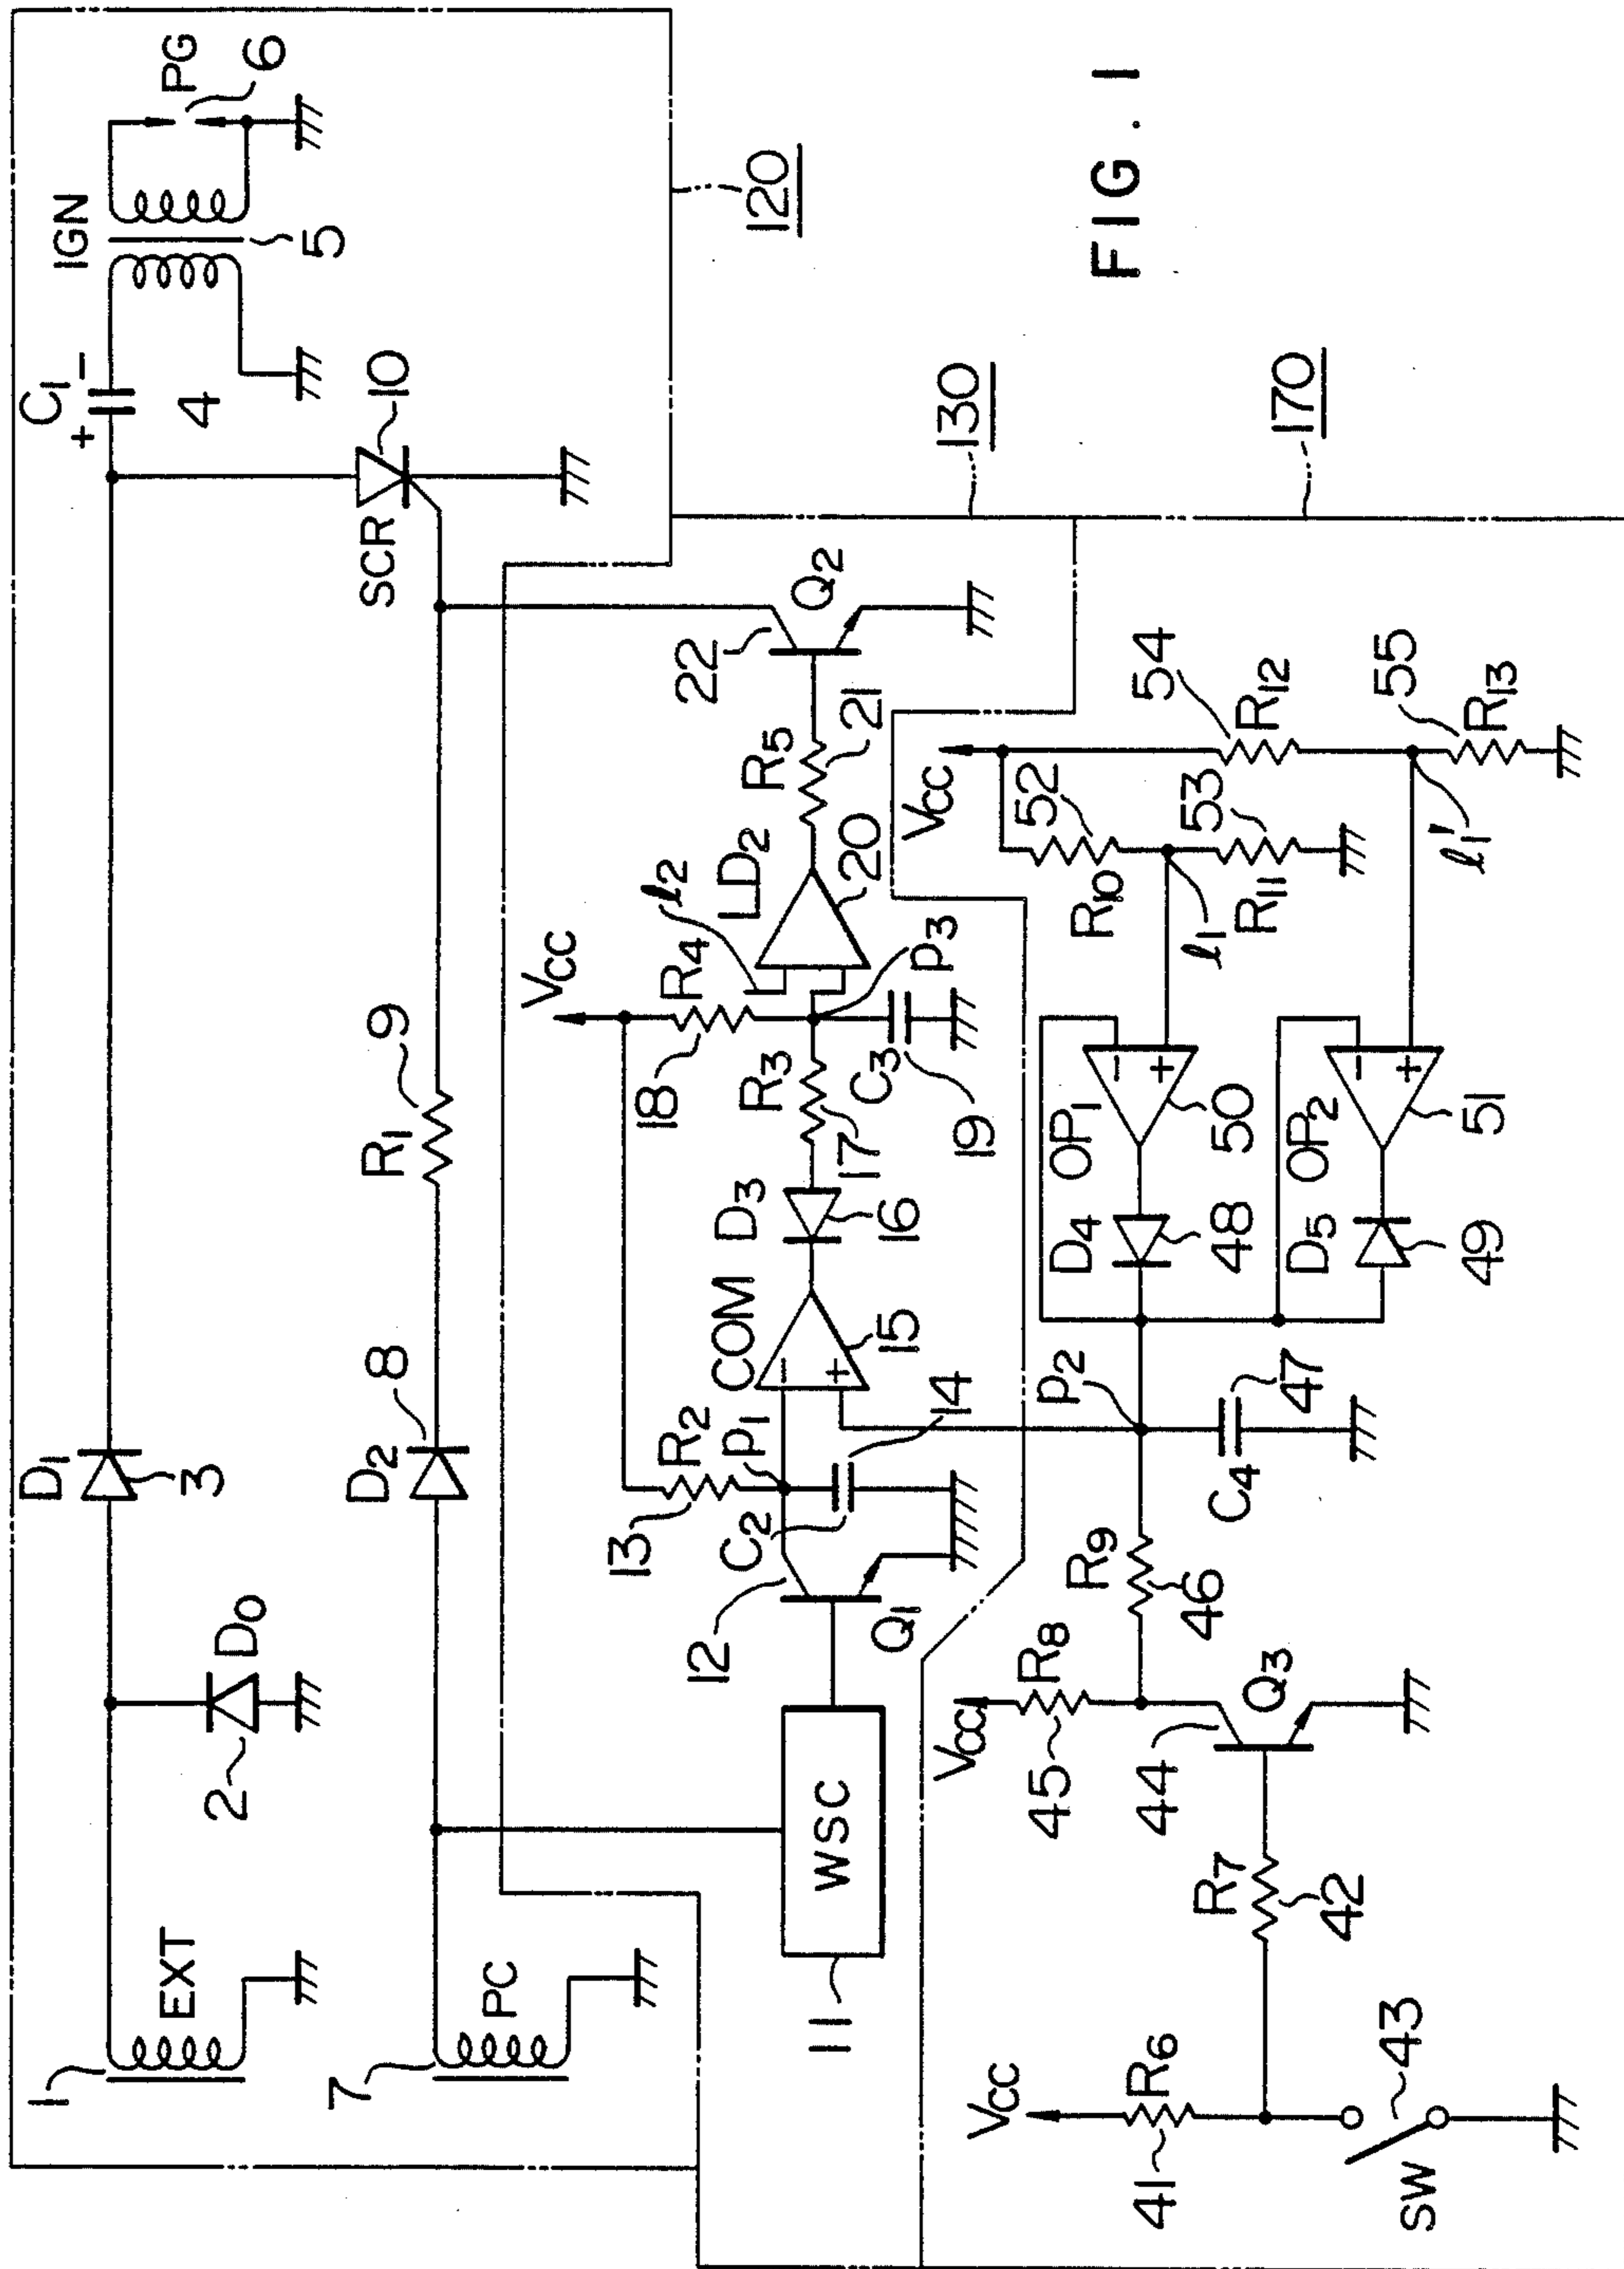 PG
6
IGN
5
C1
+
−
4
10
SCR
D1
3
D0
2
EXT
1
120
D2
8
R1
9
PC
7
130
VCC
R4
18
l2
LD2
20
R5
21
22
Q2
R2
13
p1
COM
−
+
15
D3
16
R3
17
C3
19
p3
C2
14
12
Q1
WSC
11
170
VCC
52
R10
53
R11
l1
54
R12
55
R13
l1'
OP1
−
+
50
D4
48
OP2
−
+
51
D5
49
p2
C4
47
R9
46
VCC
R8
45
44
Q3
R7
42
VCC
R6
41
SW
43
FIG. 1